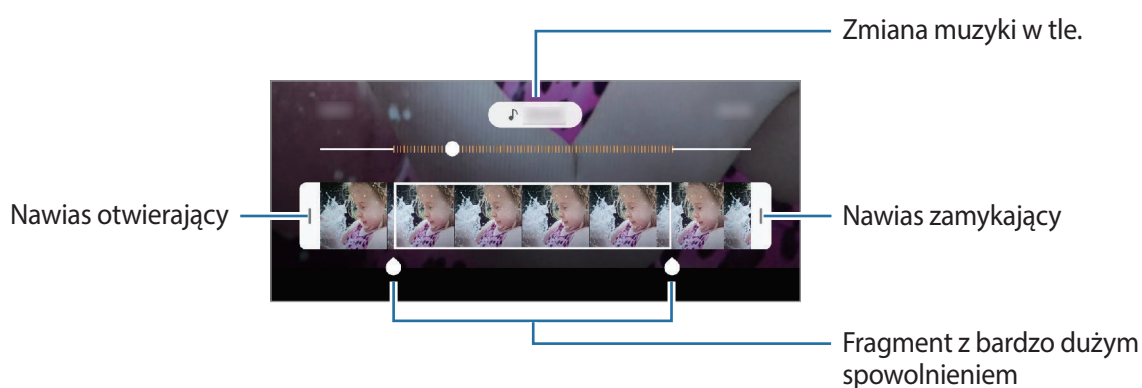 Zmiana muzyki w tle.
Nawias otwierający
Nawias zamykający
Fragment z bardzo dużym
spowolnieniem